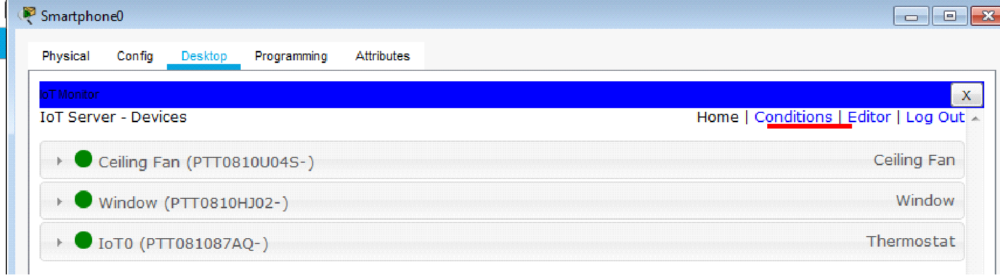 Smartphone0
Physical Config Desktop Programming Attributes
IoT Monitor X
IoT Server - Devices Home | Conditions | Editor | Log Out
Ceiling Fan (PTT0810U04S-) Ceiling Fan
Window (PTT0810HJ02-) Window
IoT0 (PTT081087AQ-) Thermostat